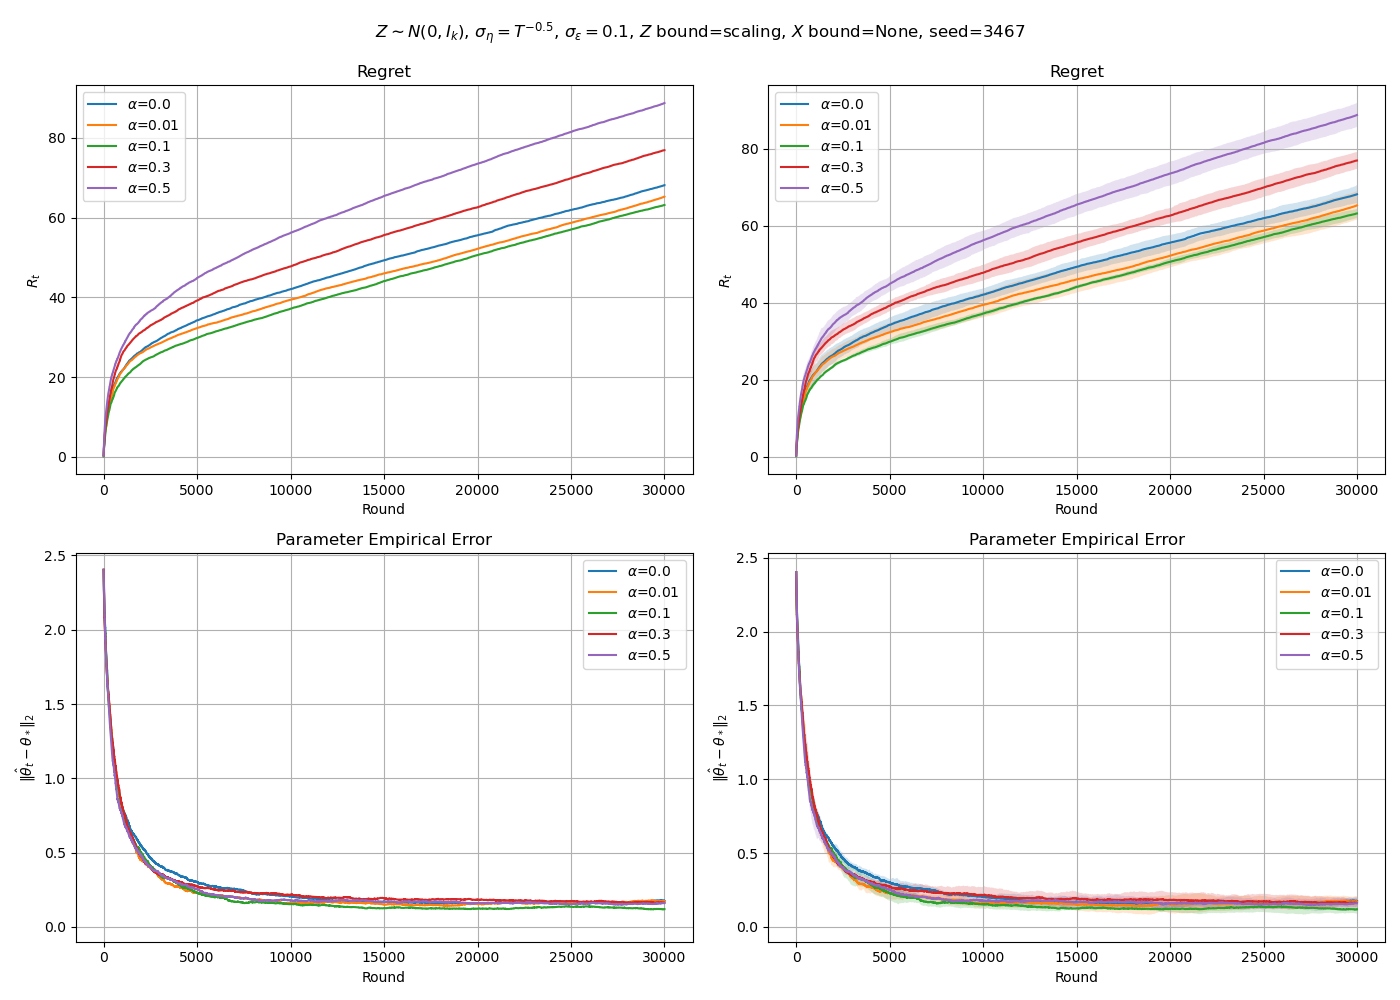 Z ∼ N(0, I_k), σ_η = T^{−0.5}, σ_ε = 0.1, Z bound=scaling, X bound=None, seed=3467
Regret
R_t
80
60
40
20
0
α=0.0
α=0.01
α=0.1
α=0.3
α=0.5
0 5000 10000 15000 20000 25000 30000
Round
Regret
R_t
80
60
40
20
0
α=0.0
α=0.01
α=0.1
α=0.3
α=0.5
0 5000 10000 15000 20000 25000 30000
Round
Parameter Empirical Error
‖θ̂_t − θ_*‖_2
2.5
2.0
1.5
1.0
0.5
0.0
α=0.0
α=0.01
α=0.1
α=0.3
α=0.5
0 5000 10000 15000 20000 25000 30000
Round
Parameter Empirical Error
‖θ̂_t − θ_*‖_2
2.5
2.0
1.5
1.0
0.5
0.0
α=0.0
α=0.01
α=0.1
α=0.3
α=0.5
0 5000 10000 15000 20000 25000 30000
Round